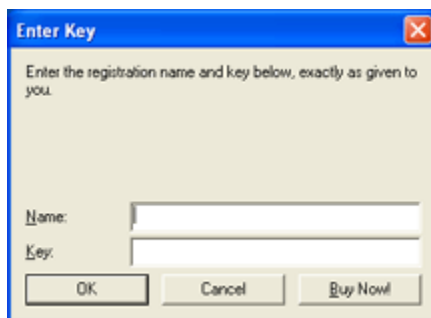 Enter Key
Enter the registration name and key below, exactly as given to
you.
Name:
Key:
OK Cancel Buy Now!